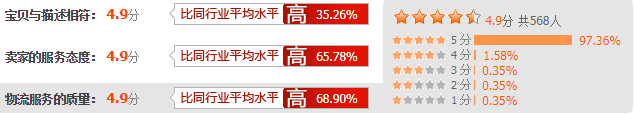 宝贝与描述相符： 4.9分 比同行业平均水平 高 35.26%
卖家的服务态度： 4.9分 比同行业平均水平 高 65.78%
物流服务的质量： 4.9分 比同行业平均水平 高 68.90%
4.9分 共568人
5分 97.36%
4分 1.58%
3分 0.35%
2分 0.35%
1分 0.35%